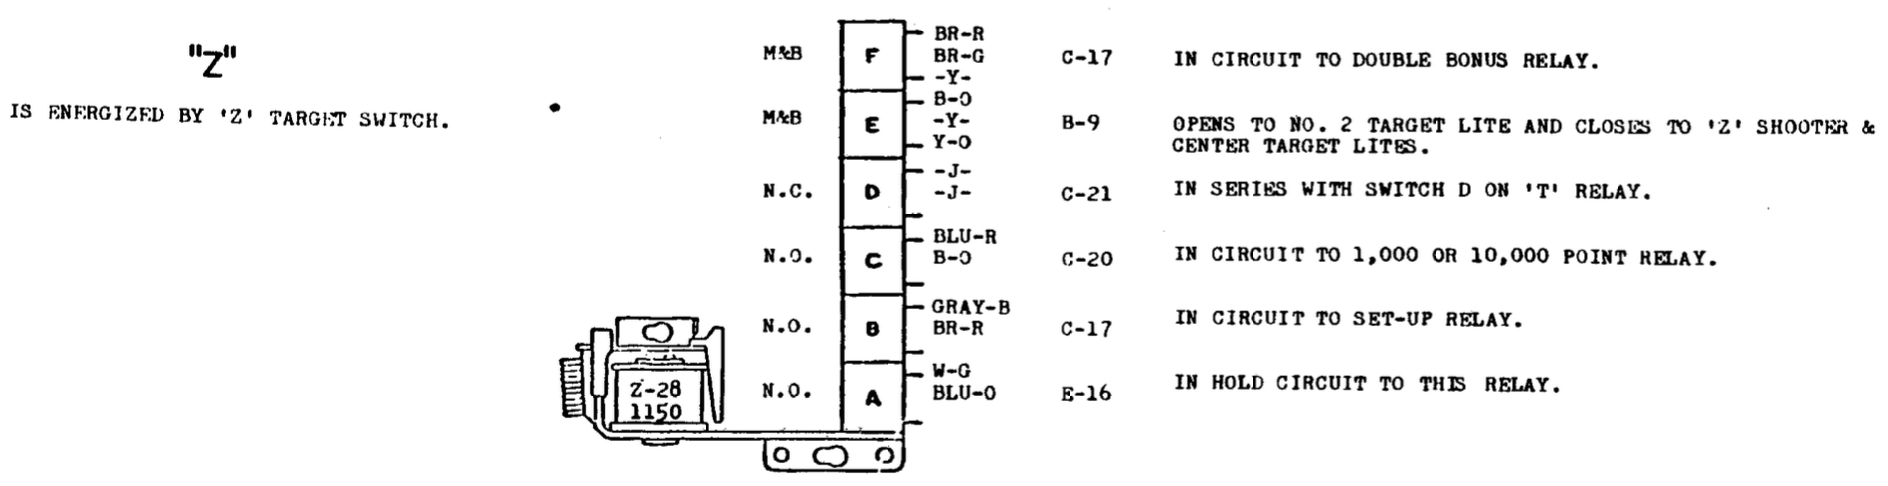 "Z"
IS ENERGIZED BY 'Z' TARGET SWITCH.
M&B F BR-R BR-G -Y- C-17 IN CIRCUIT TO DOUBLE BONUS RELAY.
M&B E B-O -Y- Y-O B-9 OPENS TO NO. 2 TARGET LITE AND CLOSES TO 'Z' SHOOTER &
CENTER TARGET LITES.
N.C. D -J- -J- C-21 IN SERIES WITH SWITCH D ON 'T' RELAY.
N.O. C BLU-R B-O C-20 IN CIRCUIT TO 1,000 OR 10,000 POINT RELAY.
N.O. B GRAY-B BR-R C-17 IN CIRCUIT TO SET-UP RELAY.
N.O. A W-G BLU-O E-16 IN HOLD CIRCUIT TO THIS RELAY.
Z-28
1150